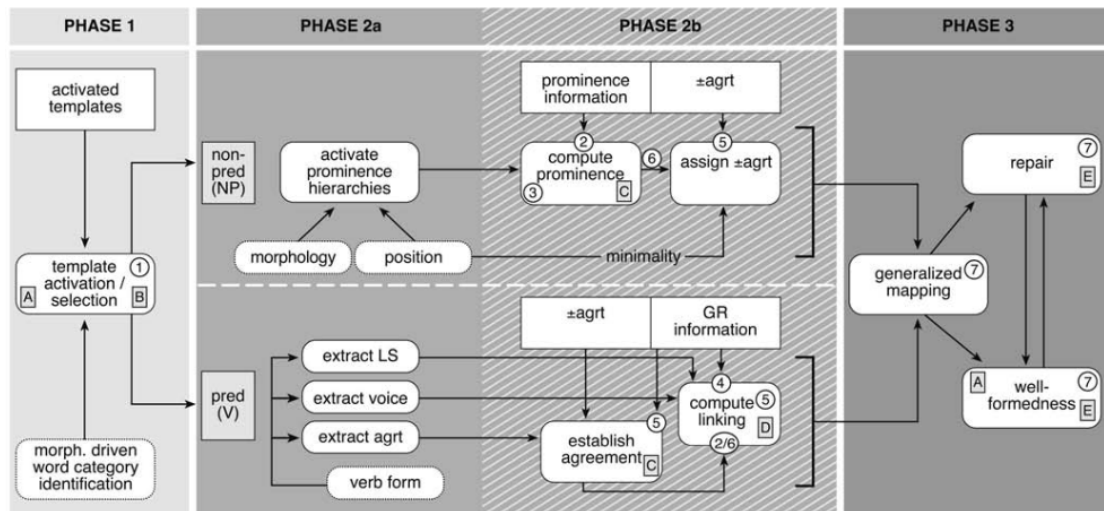 PHASE 1
PHASE 2a
PHASE 2b
PHASE 3
activated
templates
template
activation /
selection
1
A
B
morph. driven
word category
identification
non-
pred
(NP)
activate
prominence
hierarchies
morphology
position
minimality
prominence
information
±agrt
2
compute
prominence
3
C
6
5
assign ±agrt
pred
(V)
extract LS
extract voice
extract agrt
verb form
±agrt
GR
information
5
establish
agreement
C
4
compute
linking
5
D
2/6
generalized
mapping
7
repair
7
E
A
well-
formedness
7
E